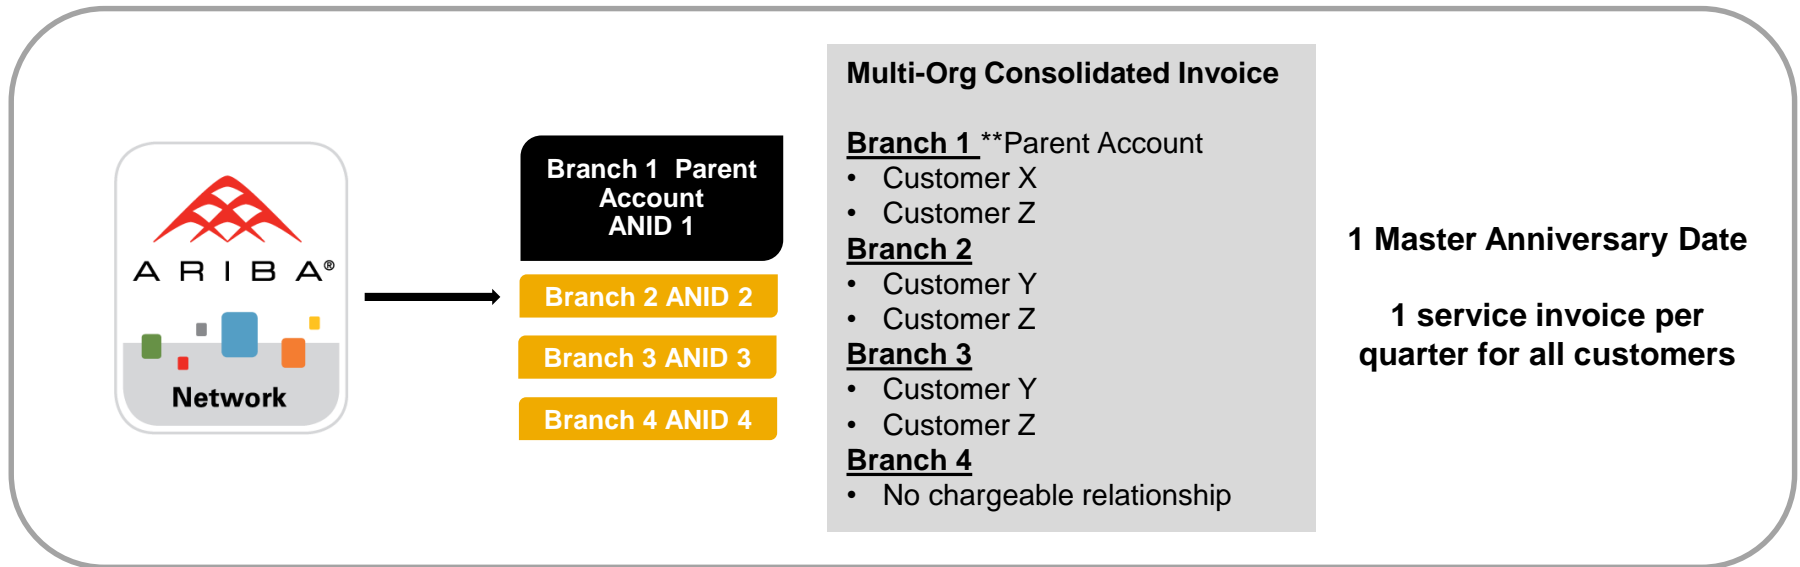 ARIBA®
Network
Branch 1 Parent
Account
ANID 1
Branch 2 ANID 2
Branch 3 ANID 3
Branch 4 ANID 4
Multi-Org Consolidated Invoice
Branch 1 **Parent Account
• Customer X
• Customer Z
Branch 2
• Customer Y
• Customer Z
Branch 3
• Customer Y
• Customer Z
Branch 4
• No chargeable relationship
1 Master Anniversary Date
1 service invoice per
quarter for all customers